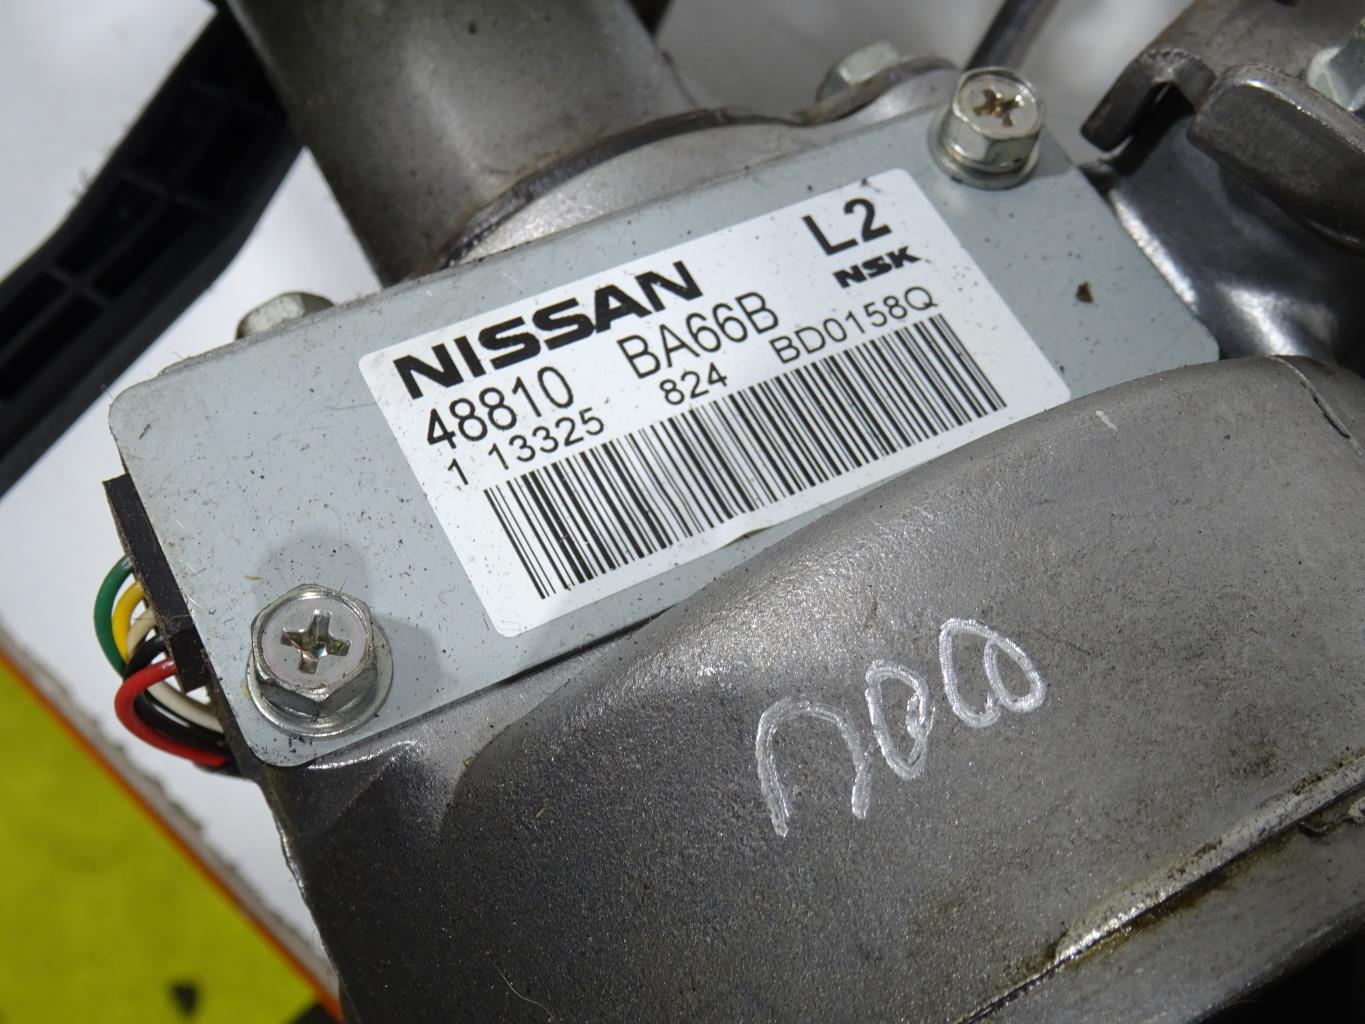 L2
NISSAN NSK
48810 BA66B
1 13325 824 BD0158Q